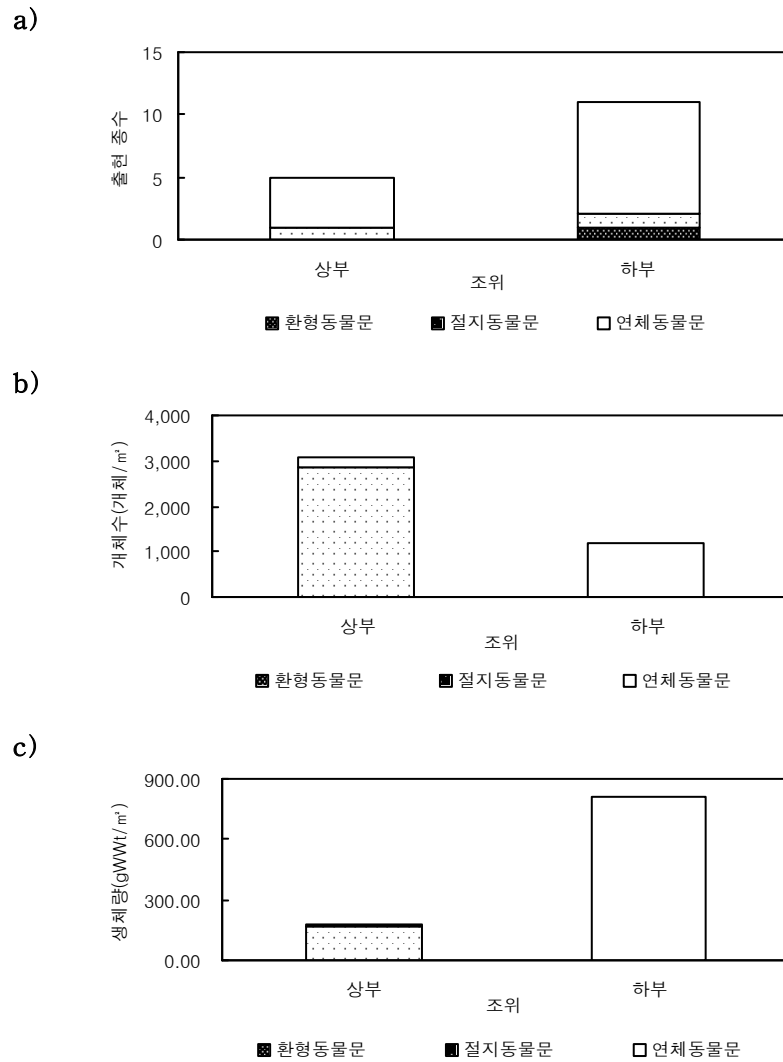 a)
15
10
5
0
출현 종수
상부
하부
조위
환형동물문 절지동물문 연체동물문
b)
4,000
3,000
2,000
1,000
0
개체수(개체/㎡)
상부
하부
조위
환형동물문 절지동물문 연체동물문
c)
900.00
600.00
300.00
0.00
생체량(gWWt/㎡)
상부
하부
조위
환형동물문 절지동물문 연체동물문